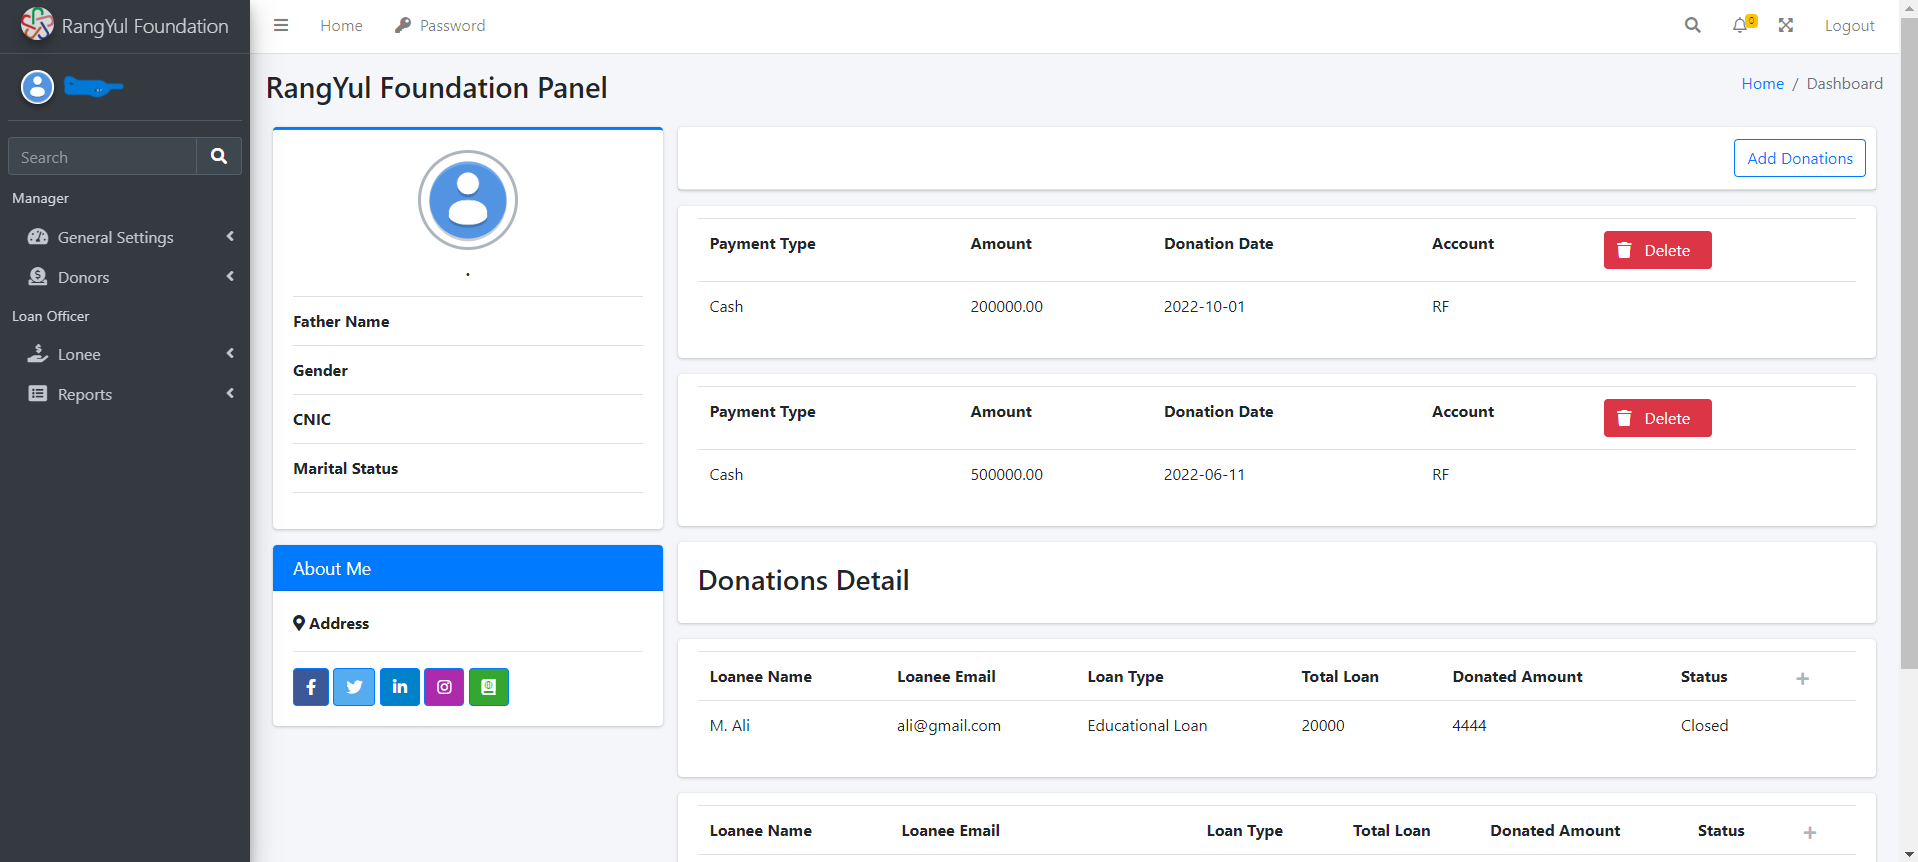 RangYul Foundation
Home
Password
0
Logout
RangYul Foundation Panel
Home / Dashboard
Search
Manager
General Settings
Donors
Loan Officer
Lonee
Reports
.
Father Name
Gender
CNIC
Marital Status
About Me
Address
Add Donations
Payment Type Amount Donation Date Account Delete
Cash 200000.00 2022-10-01 RF
Payment Type Amount Donation Date Account Delete
Cash 500000.00 2022-06-11 RF
Donations Detail
Loanee Name Loanee Email Loan Type Total Loan Donated Amount Status +
M. Ali ali@gmail.com Educational Loan 20000 4444 Closed
Loanee Name Loanee Email Loan Type Total Loan Donated Amount Status +